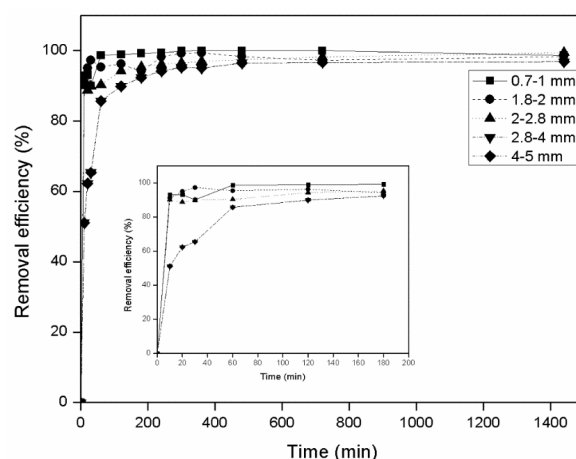 100
80
60
40
20
0
Removal efficiency (%)
0.7-1 mm
1.8-2 mm
2-2.8 mm
2.8-4 mm
4-5 mm
100
80
60
40
20
0
Removal efficiency (%)
0 20 40 60 80 100 120 140 160 180 200
Time (min)
0 200 400 600 800 1000 1200 1400
Time (min)